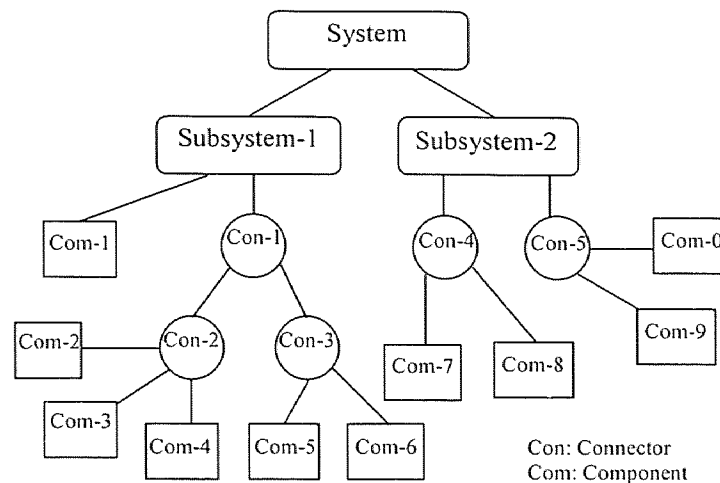 System
Subsystem-1
Subsystem-2
Com-1
Con-1
Con-4
Con-5
Com-0
Com-2
Con-2
Con-3
Com-7
Com-8
Com-9
Com-3
Com-4
Com-5
Com-6
Con: Connector
Com: Component